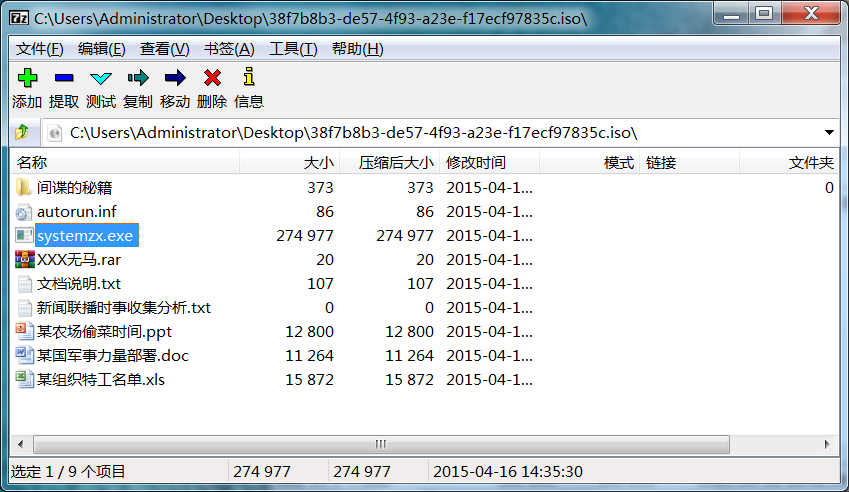 C:\Users\Administrator\Desktop\38f7b8b3-de57-4f93-a23e-f17ecf97835c.iso\
文件(F) 编辑(E) 查看(V) 书签(A) 工具(T) 帮助(H)
添加 提取 测试 复制 移动 删除 信息
C:\Users\Administrator\Desktop\38f7b8b3-de57-4f93-a23e-f17ecf97835c.iso\
名称 大小 压缩后大小 修改时间 模式 链接 文件夹
间谍的秘籍 373 373 2015-04-1... 0
autorun.inf 86 86 2015-04-1...
systemzx.exe 274 977 274 977 2015-04-1...
XXX无马.rar 20 20 2015-04-1...
文档说明.txt 107 107 2015-04-1...
新闻联播时事收集分析.txt 0 0 2015-04-1...
某农场偷菜时间.ppt 12 800 12 800 2015-04-1...
某国军事力量部署.doc 11 264 11 264 2015-04-1...
某组织特工名单.xls 15 872 15 872 2015-04-1...
选定 1 / 9 个项目 274 977 274 977 2015-04-16 14:35:30